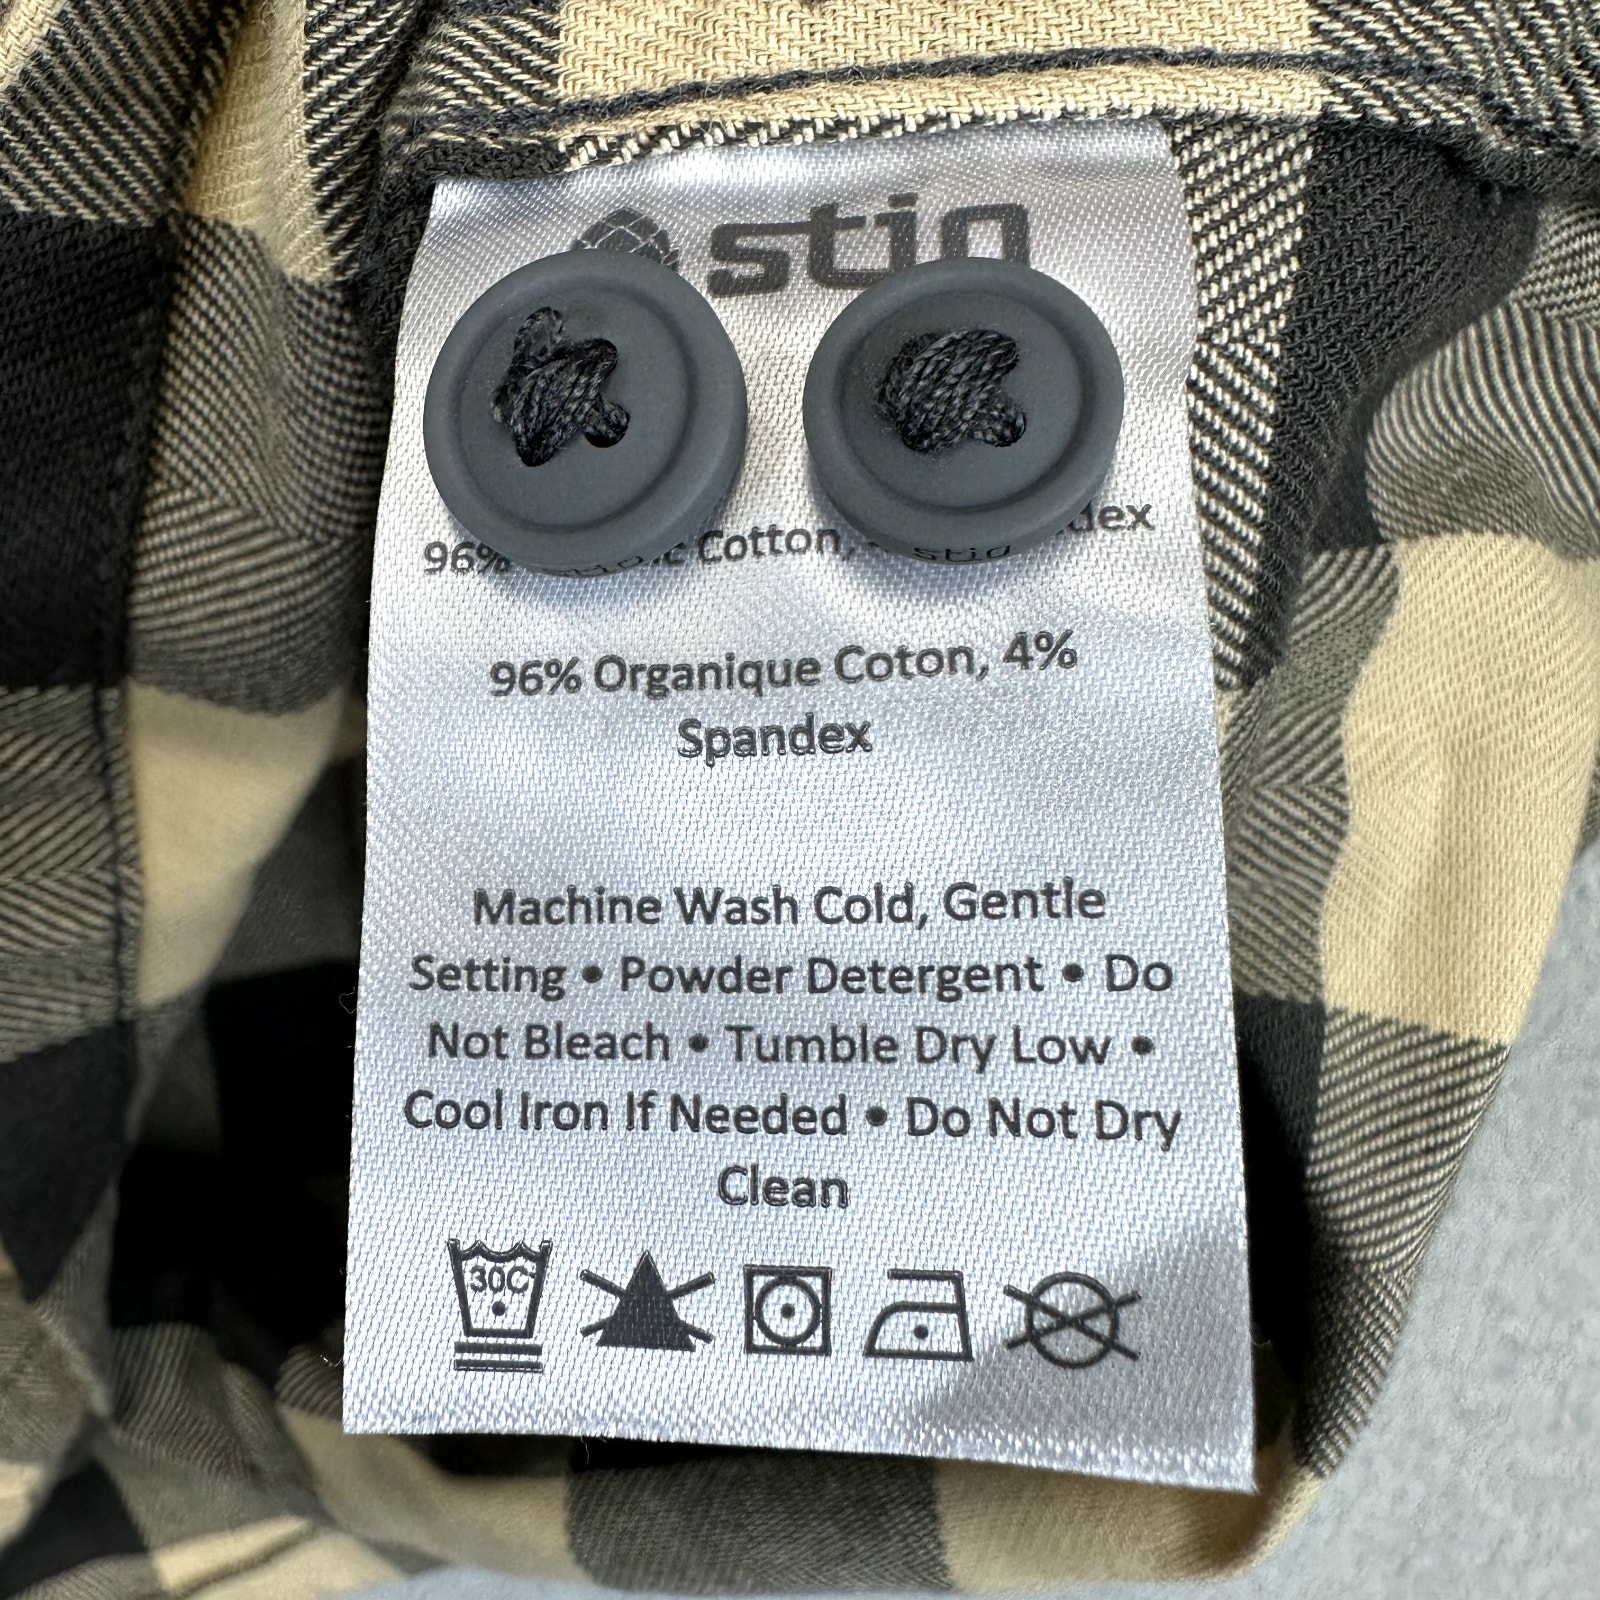 stio
96% Cotton,
stio
96% Organique Coton, 4%
Spandex
Machine Wash Cold, Gentle
Setting • Powder Detergent • Do
Not Bleach • Tumble Dry Low •
Cool Iron If Needed • Do Not Dry
Clean
30C